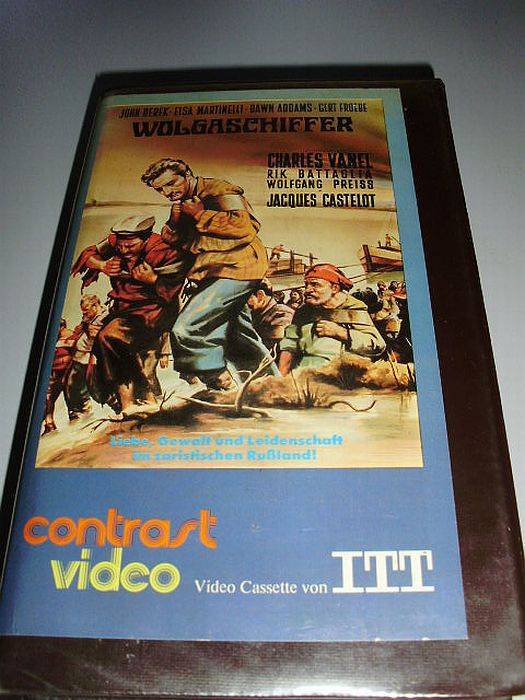 JOHN DEREK · ELSA MARTINELLI · DAWN ADDAMS · GERT FROEBE
WOLGASCHIFFER
CHARLES VANEL
RIK BATTAGLIA
WOLFGANG PREISS
JACQUES CASTELOT
Liebe, Gewalt und Leidenschaft
im zaristischen Rußland!
contrast
video
Video Cassette von ITT